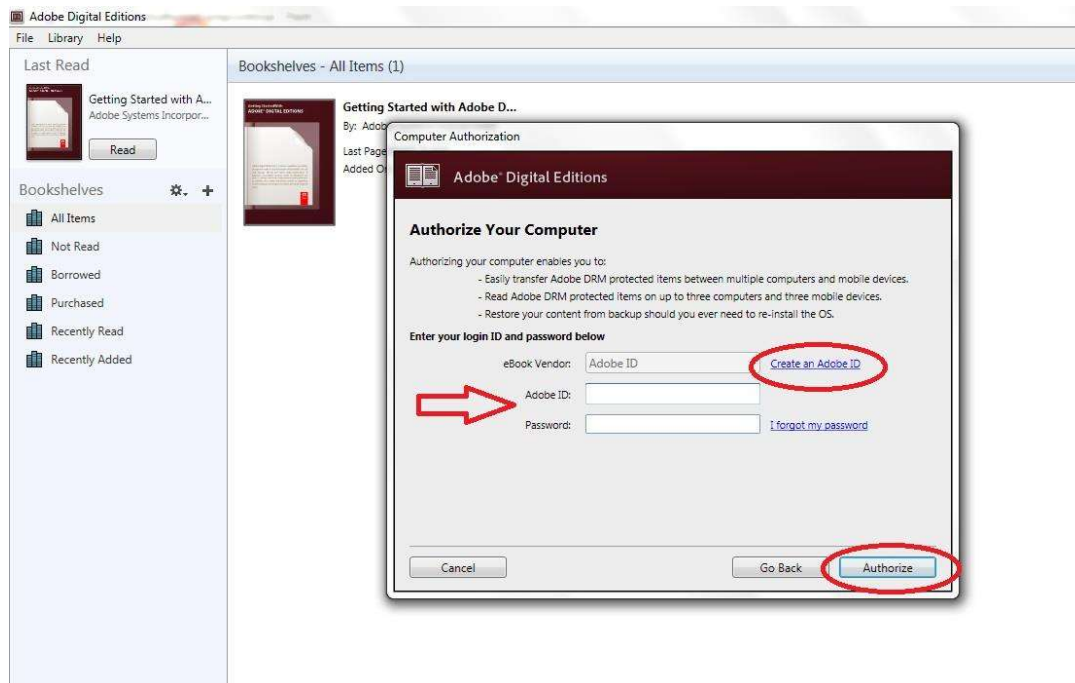 Adobe Digital Editions
File Library Help
Last Read
Getting Started with A...
Adobe Systems Incorpor...
Read
Bookshelves
All Items
Not Read
Borrowed
Purchased
Recently Read
Recently Added
Bookshelves - All Items (1)
Getting Started with Adobe D...
By: Adob
Last Page
Added O
Computer Authorization
Adobe® Digital Editions
Authorize Your Computer
Authorizing your computer enables you to:
- Easily transfer Adobe DRM protected items between multiple computers and mobile devices.
- Read Adobe DRM protected items on up to three computers and three mobile devices.
- Restore your content from backup should you ever need to re-install the OS.
Enter your login ID and password below
eBook Vendor: Adobe ID Create an Adobe ID
Adobe ID:
Password: I forgot my password
Cancel Go Back Authorize